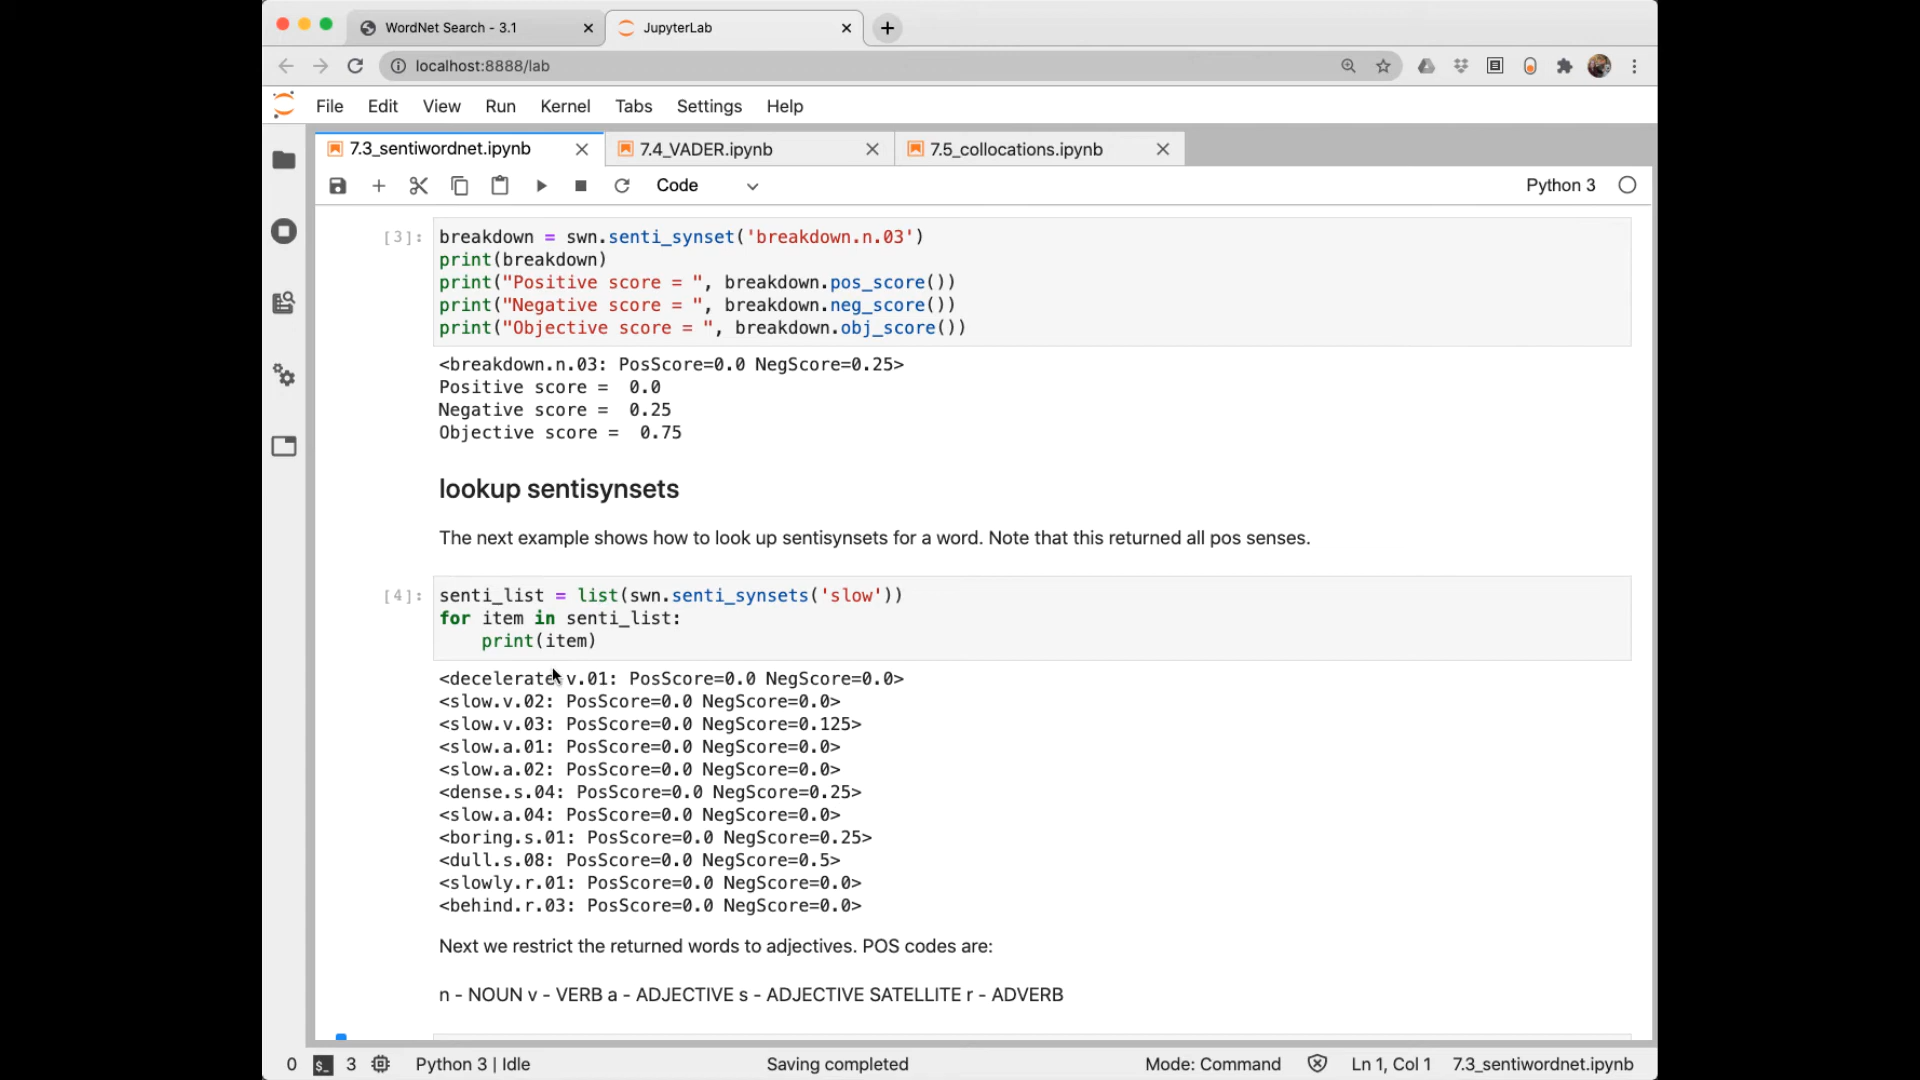 WordNet Search - 3.1
JupyterLab
localhost:8888/lab
File Edit View Run Kernel Tabs Settings Help
7.3_sentiwordnet.ipynb
7.4_VADER.ipynb
7.5_collocations.ipynb
Code
Python 3
[3]:
breakdown = swn.senti_synset('breakdown.n.03')
print(breakdown)
print("Positive score = ", breakdown.pos_score())
print("Negative score = ", breakdown.neg_score())
print("Objective score = ", breakdown.obj_score())
<breakdown.n.03: PosScore=0.0 NegScore=0.25>
Positive score =  0.0
Negative score =  0.25
Objective score =  0.75
lookup sentisynsets
The next example shows how to look up sentisynsets for a word. Note that this returned all pos senses.
[4]:
senti_list = list(swn.senti_synsets('slow'))
for item in senti_list:
    print(item)
<decelerate.v.01: PosScore=0.0 NegScore=0.0>
<slow.v.02: PosScore=0.0 NegScore=0.0>
<slow.v.03: PosScore=0.0 NegScore=0.125>
<slow.a.01: PosScore=0.0 NegScore=0.0>
<slow.a.02: PosScore=0.0 NegScore=0.0>
<dense.s.04: PosScore=0.0 NegScore=0.25>
<slow.a.04: PosScore=0.0 NegScore=0.0>
<boring.s.01: PosScore=0.0 NegScore=0.25>
<dull.s.08: PosScore=0.0 NegScore=0.5>
<slowly.r.01: PosScore=0.0 NegScore=0.0>
<behind.r.03: PosScore=0.0 NegScore=0.0>
Next we restrict the returned words to adjectives. POS codes are:
n - NOUN v - VERB a - ADJECTIVE s - ADJECTIVE SATELLITE r - ADVERB
0 $_ 3 Python 3 | Idle Saving completed Mode: Command Ln 1, Col 1 7.3_sentiwordnet.ipynb